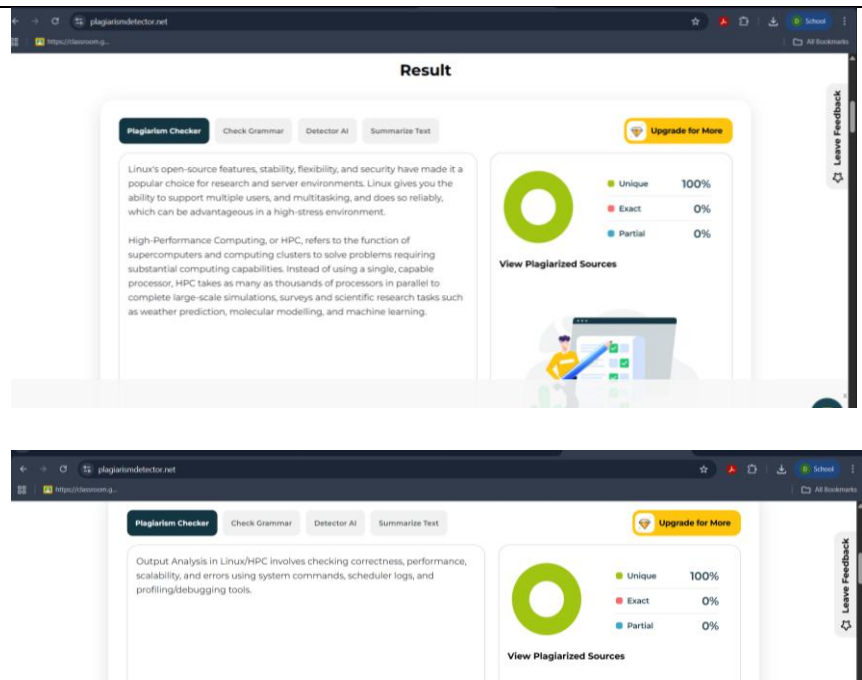 plagiarismdetector.net
School
https://classroom.g...
All Bookmarks
Result
Leave Feedback
Plagiarism Checker
Check Grammar
Detector AI
Summarize Text
Upgrade for More
Linux's open-source features, stability, flexibility, and security have made it a
popular choice for research and server environments. Linux gives you the
ability to support multiple users, and multitasking, and does so reliably,
which can be advantageous in a high-stress environment.
High-Performance Computing, or HPC, refers to the function of
supercomputers and computing clusters to solve problems requiring
substantial computing capabilities. Instead of using a single, capable
processor, HPC takes as many as thousands of processors in parallel to
complete large-scale simulations, surveys and scientific research tasks such
as weather prediction, molecular modelling, and machine learning.
Unique 100%
Exact 0%
Partial 0%
View Plagiarized Sources
plagiarismdetector.net
School
https://classroom.g...
All Bookmarks
Plagiarism Checker
Check Grammar
Detector AI
Summarize Text
Upgrade for More
Leave Feedback
Output Analysis in Linux/HPC involves checking correctness, performance,
scalability, and errors using system commands, scheduler logs, and
profiling/debugging tools.
Unique 100%
Exact 0%
Partial 0%
View Plagiarized Sources